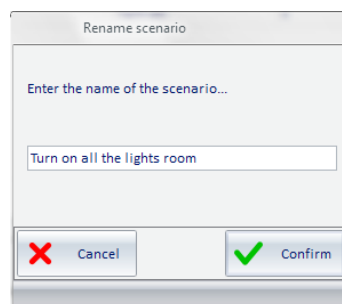 Rename scenario
Enter the name of the scenario...
Turn on all the lights room
Cancel
Confirm